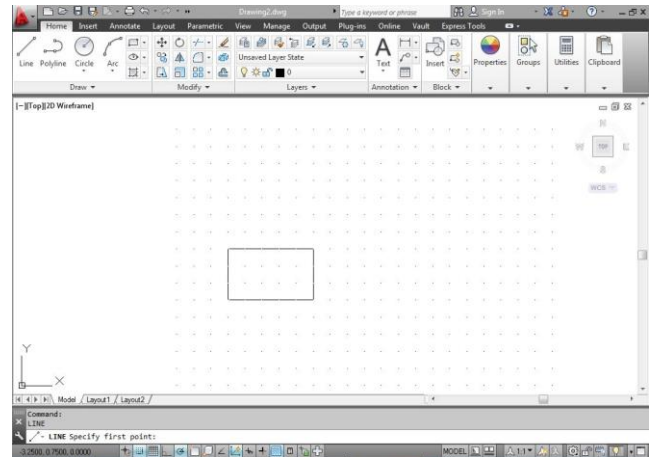 Drawing2.dwg
Type a keyword or phrase
Sign In
Home Insert Annotate Layout Parametric View Manage Output Plug-ins Online Vault Express Tools
Unsaved Layer State
Line Polyline Circle Arc
Text
Insert
Properties Groups Utilities Clipboard
0
Draw Modify Layers Annotation Block
[-][Top][2D Wireframe]
N
W TOP E
S
WCS
Y
X
Model Layout1 Layout2
Command:
LINE
LINE Specify first point:
-3.2500, 0.7500, 0.0000
MODEL
1:1